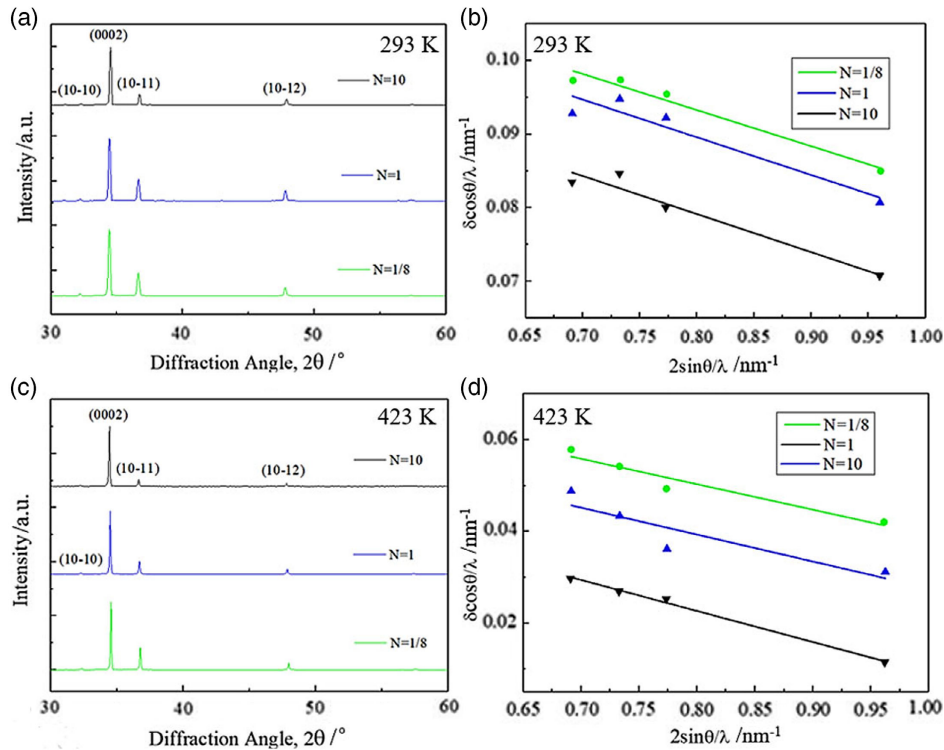 (a)
293 K
(0002)
(10-10)
(10-11)
(10-12)
N=10
N=1
N=1/8
Intensity/a.u.
30
40
50
60
Diffraction Angle, 2θ /°
(b)
293 K
N=1/8
N=1
N=10
0.10
0.09
0.08
0.07
δcosθ/λ /nm⁻¹
0.65
0.70
0.75
0.80
0.85
0.90
0.95
1.00
2sinθ/λ /nm⁻¹
(c)
423 K
(0002)
(10-11)
(10-12)
N=10
(10-10)
N=1
N=1/8
Intensity/a.u.
30
40
50
60
Diffraction Angle, 2θ /°
(d)
423 K
N=1/8
N=1
N=10
0.06
0.04
0.02
δcosθ/λ /nm⁻¹
0.65
0.70
0.75
0.80
0.85
0.90
0.95
1.00
2sinθ/λ /nm⁻¹